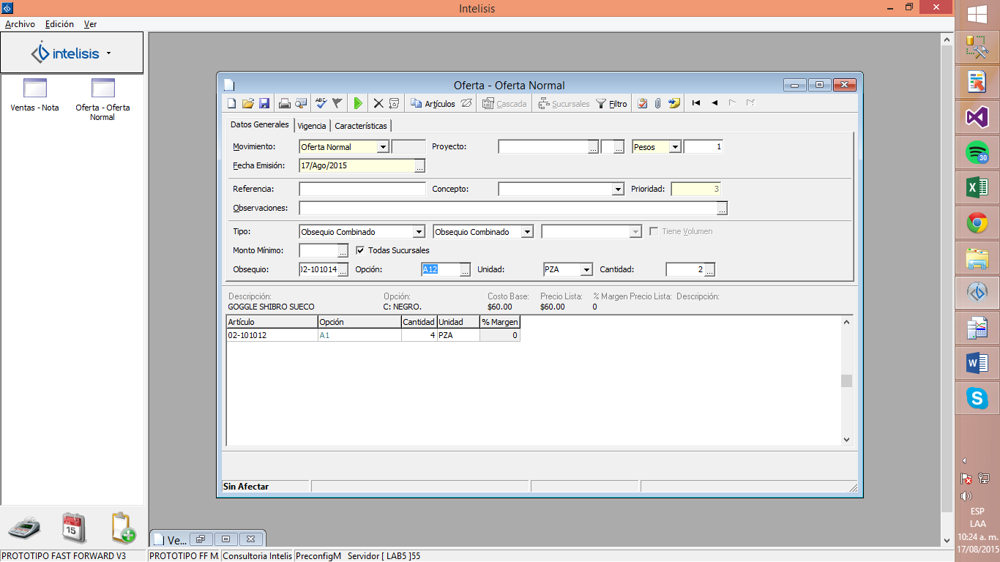 Intelisis
Archivo Edición Ver
intelisis
Ventas - Nota
Oferta - Oferta Normal
Oferta - Oferta Normal
ABC Artículos Cascada Sucursales Filtro
Datos Generales Vigencia Características
Movimiento: Oferta Normal Proyecto: ... ... Pesos 1
Fecha Emisión: 17/Ago/2015 ...
Referencia: Concepto: Prioridad: 3
Observaciones: ...
Tipo: Obsequio Combinado Obsequio Combinado Tiene Volumen
Monto Mínimo: ... Todas Sucursales
Obsequio: 02-101014 ... Opción: A12 ... Unidad: PZA Cantidad: 2 ...
Descripción: Opción: Costo Base: Precio Lista: % Margen Precio Lista: Descripción:
GOGGLE SHIBRO SUECO C: NEGRO. $60.00 $60.00 0
Artículo Opción Cantidad Unidad % Margen
02-101012 A1 4 PZA 0
Sin Afectar
15
Ve...
PROTOTIPO FAST FORWARD V3 PROTOTIPO FF M. Consultoria Intelis PreconfigM Servidor [ LAB5 ]55
30
ESP
LAA
10:24 a. m.
17/08/2015